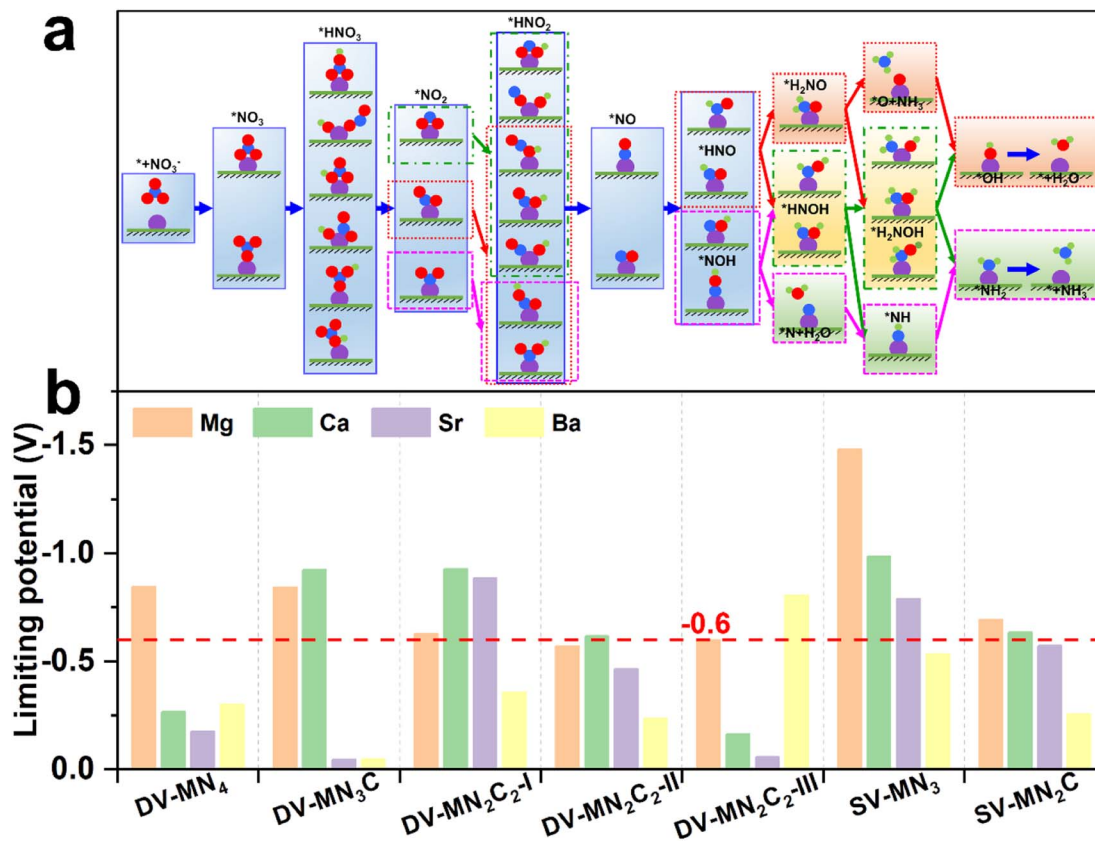 a
*+NO₃⁻
*NO₃
*HNO₃
*NO₂
*HNO₂
*NO
*HNO
*NOH
*H₂NO
*HNOH
*N+H₂O
*O+NH₃
*H₂NOH
*NH
*OH
*+H₂O
*NH₂
*+NH₃
b
Mg
Ca
Sr
Ba
Limiting potential (V)
-1.5
-1.0
-0.5
0.0
-0.6
DV-MN₄
DV-MN₃C
DV-MN₂C₂-I
DV-MN₂C₂-II
DV-MN₂C₂-III
SV-MN₃
SV-MN₂C